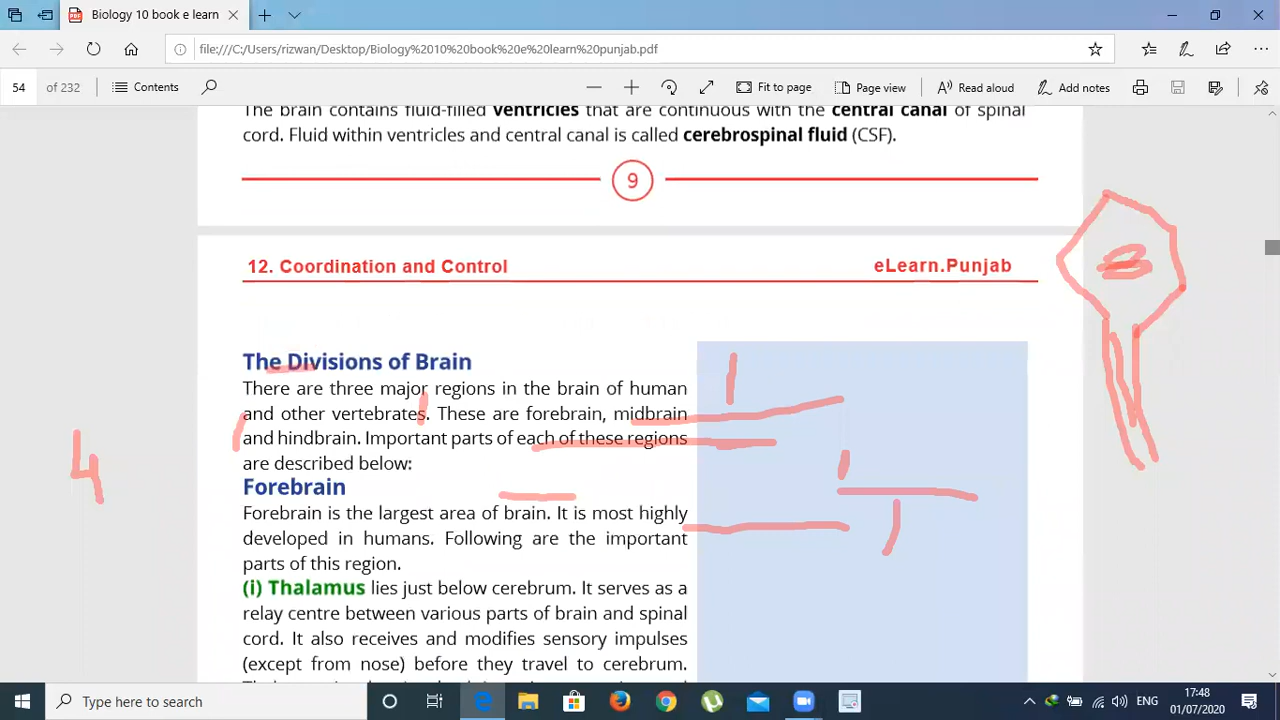 Biology 10 book e learn
file:///C:/Users/rizwan/Desktop/Biology%2010%20book%20e%20learn%20punjab.pdf
54 of 232 Contents Fit to page Page view Read aloud Add notes
The brain contains fluid-filled ventricles that are continuous with the central canal of spinal
cord. Fluid within ventricles and central canal is called cerebrospinal fluid (CSF).
9
12. Coordination and Control eLearn.Punjab
The Divisions of Brain
There are three major regions in the brain of human
and other vertebrates. These are forebrain, midbrain
and hindbrain. Important parts of each of these regions
are described below:
Forebrain
Forebrain is the largest area of brain. It is most highly
developed in humans. Following are the important
parts of this region.
(i) Thalamus lies just below cerebrum. It serves as a
relay centre between various parts of brain and spinal
cord. It also receives and modifies sensory impulses
(except from nose) before they travel to cerebrum.
4
Type here to search
ENG
17:48
01/07/2020